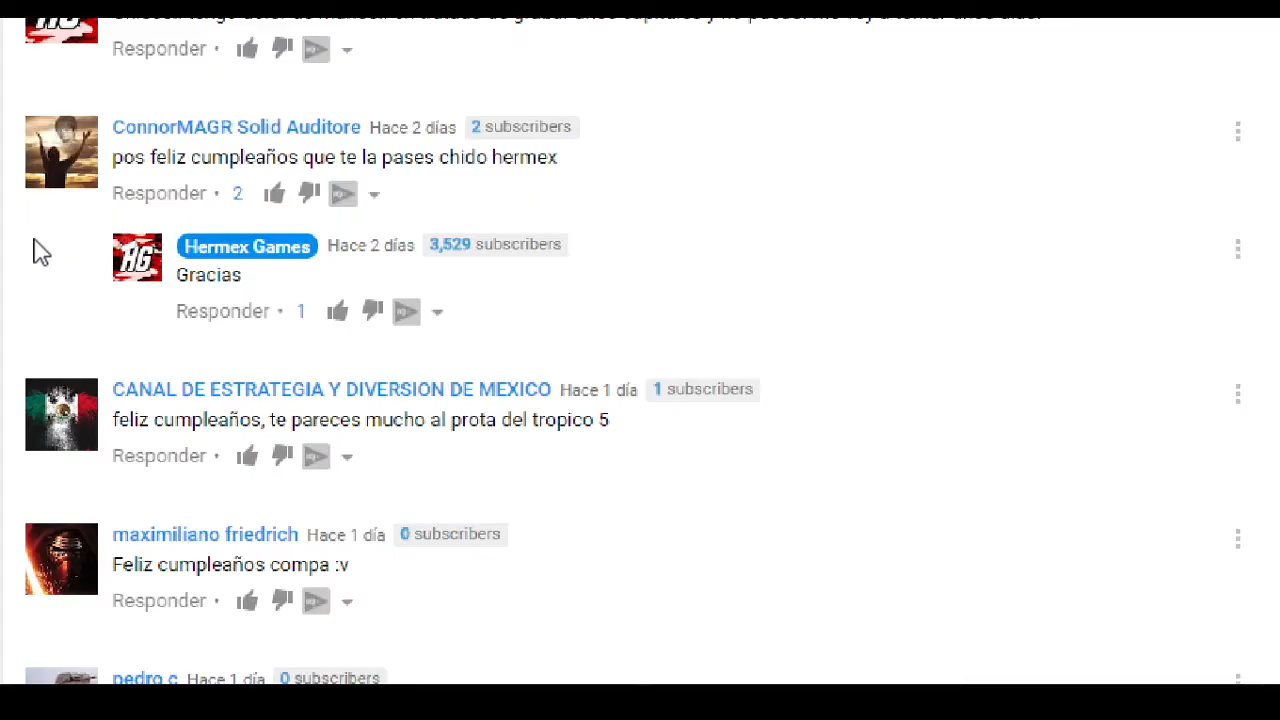 Responder •
ConnorMAGR Solid Auditore Hace 2 días 2 subscribers
pos feliz cumpleaños que te la pases chido hermex
Responder • 2
HG
Hermex Games Hace 2 días 3,529 subscribers
Gracias
Responder • 1
CANAL DE ESTRATEGIA Y DIVERSION DE MEXICO Hace 1 día 1 subscribers
feliz cumpleaños, te pareces mucho al prota del tropico 5
Responder •
maximiliano friedrich Hace 1 día 0 subscribers
Feliz cumpleaños compa :v
Responder •
pedro c Hace 1 día 0 subscribers